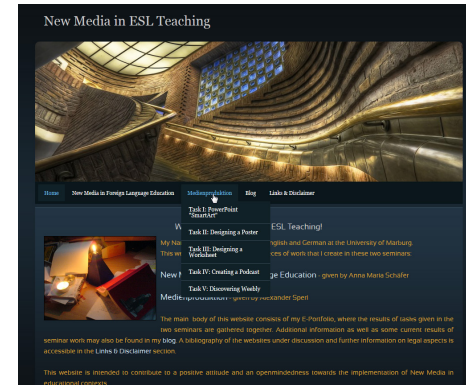 New Media in ESL Teaching
Home New Media in Foreign Language Education Medienproduktion Blog Links & Disclaimer
Task I: PowerPoint
"SmartArt"
Task II: Designing a Poster
Task III: Designing a
Worksheet
Task IV: Creating a Podcast
Task V: Discovering Weebly
W ESL Teaching!
My Na nglish and German at the University of Marburg.
This we ces of work that I create in these two seminars:
New M ge Education - given by Anna Maria Schäfer
Medienproduktion - given by Alexander Sperl
The main body of this website consists of my E-Portfolio, where the results of tasks given in the
two seminars are gathered together. Additional information as well as some current results of
seminar work may also be found in my blog. A bibliography of the websites under discussion and further information on legal aspects is
accessible in the Links & Disclaimer section.
This website is intended to contribute to a positive attitude and an openmindedness towards the implementation of New Media in
educational contexts.